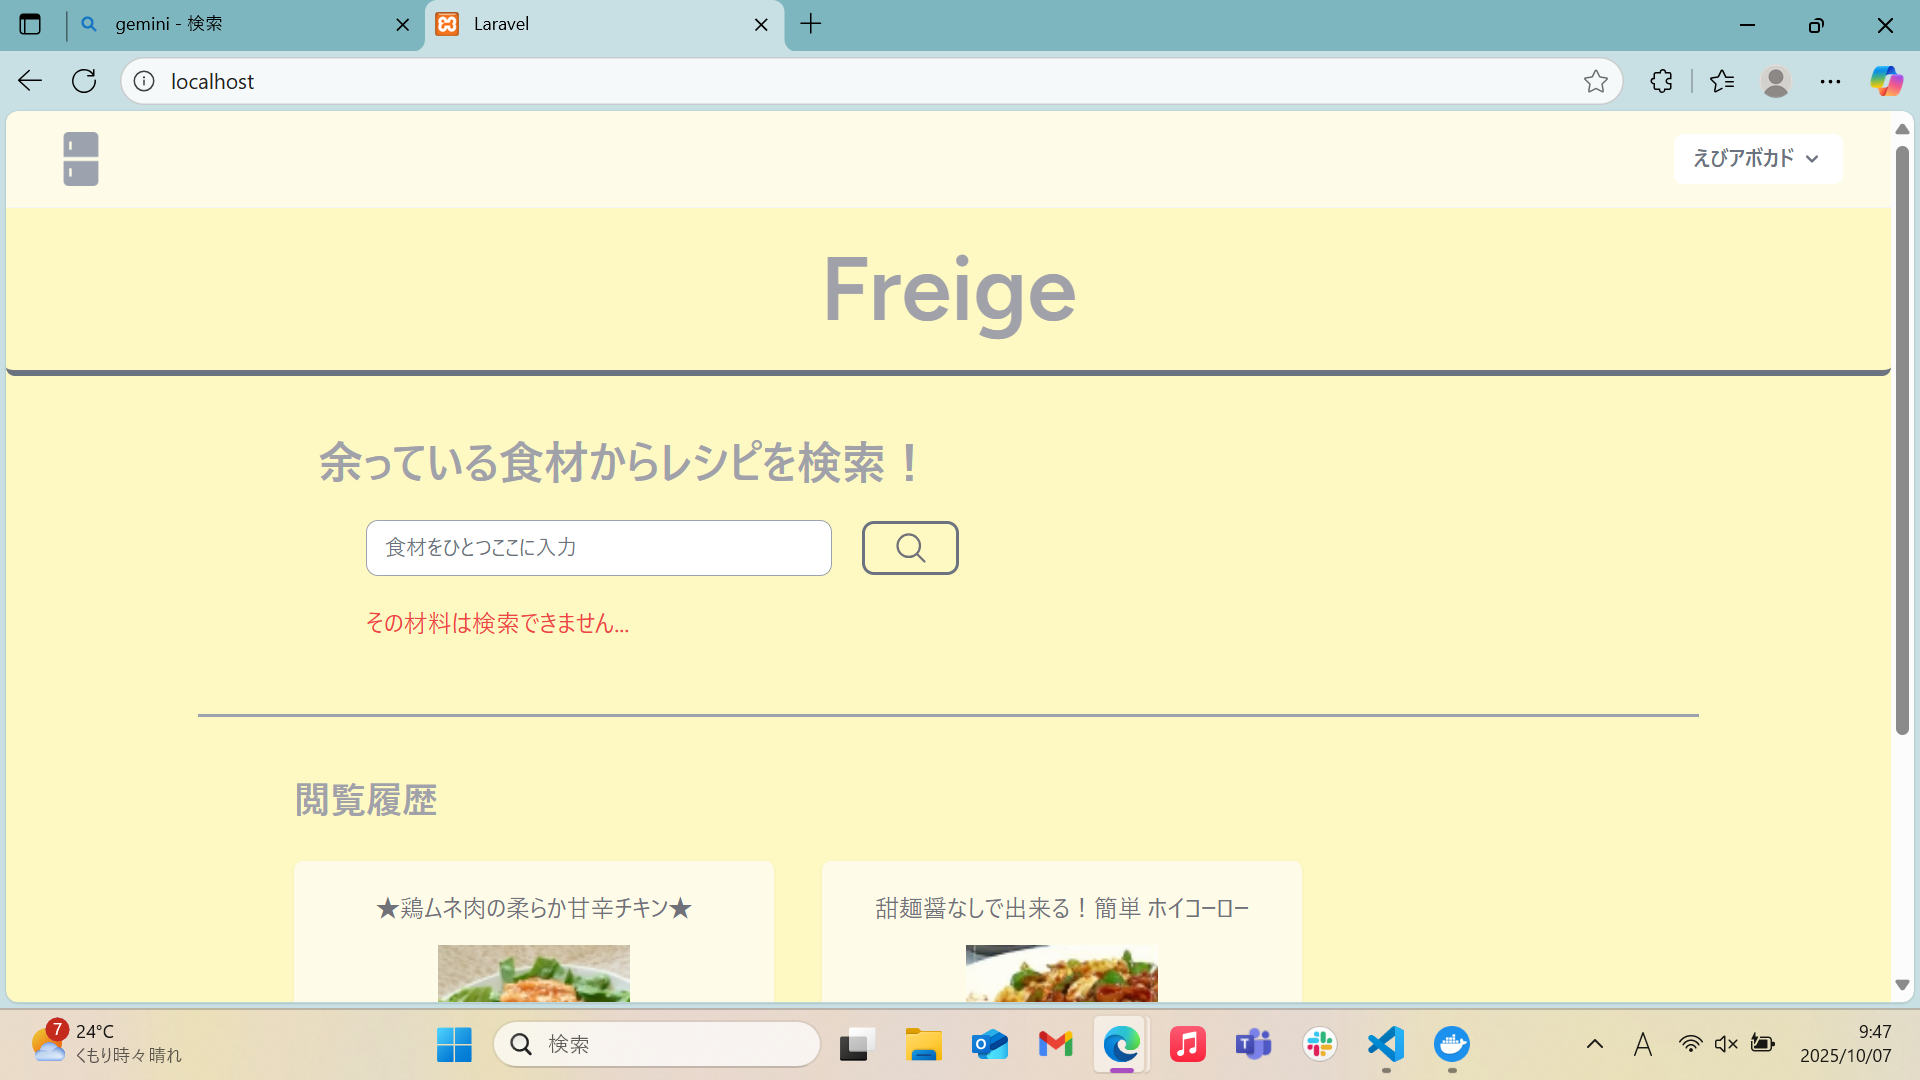 gemini - 検索
Laravel
localhost
えびアボカド
Freige
余っている食材からレシピを検索！
食材をひとつここに入力
その材料は検索できません...
閲覧履歴
★鶏ムネ肉の柔らか甘辛チキン★
甜麺醤なしで出来る！簡単 ホイコーロー
7
24°C
くもり時々晴れ
検索
A
9:47
2025/10/07